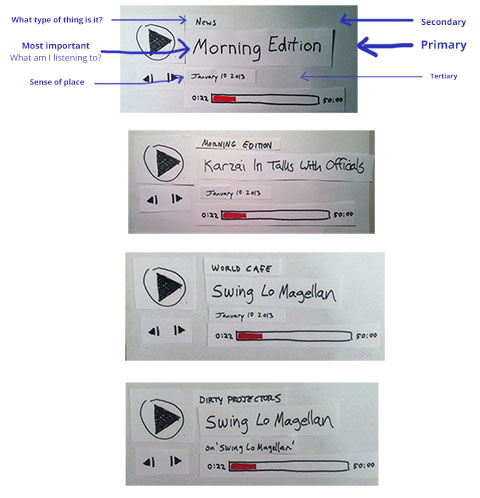 What type of thing is it?
News
Secondary
Most important
What am I listening to?
Morning Edition
Primary
Sense of place
January 10 2013
Tertiary
0:22 50:00
MORNING EDITION
Karzai In Talks With Officials
January 10 2013
0:22 50:00
WORLD CAFE
Swing Lo Magellan
January 10 2013
0:22 50:00
DIRTY PROJECTORS
Swing Lo Magellan
on "Swing Lo Magellan"
0:22 50:00